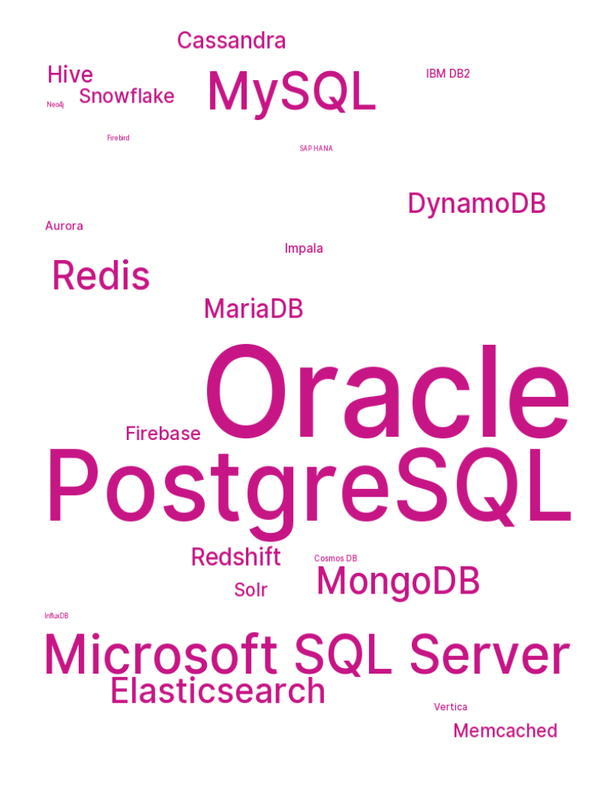 Cassandra
Hive
MySQL
IBM DB2
Snowflake
Neo4j
Firebird
SAP HANA
DynamoDB
Aurora
Impala
Redis
MariaDB
Oracle
Firebase
PostgreSQL
Redshift
Cosmos DB
MongoDB
Solr
InfluxDB
Microsoft SQL Server
Elasticsearch
Vertica
Memcached